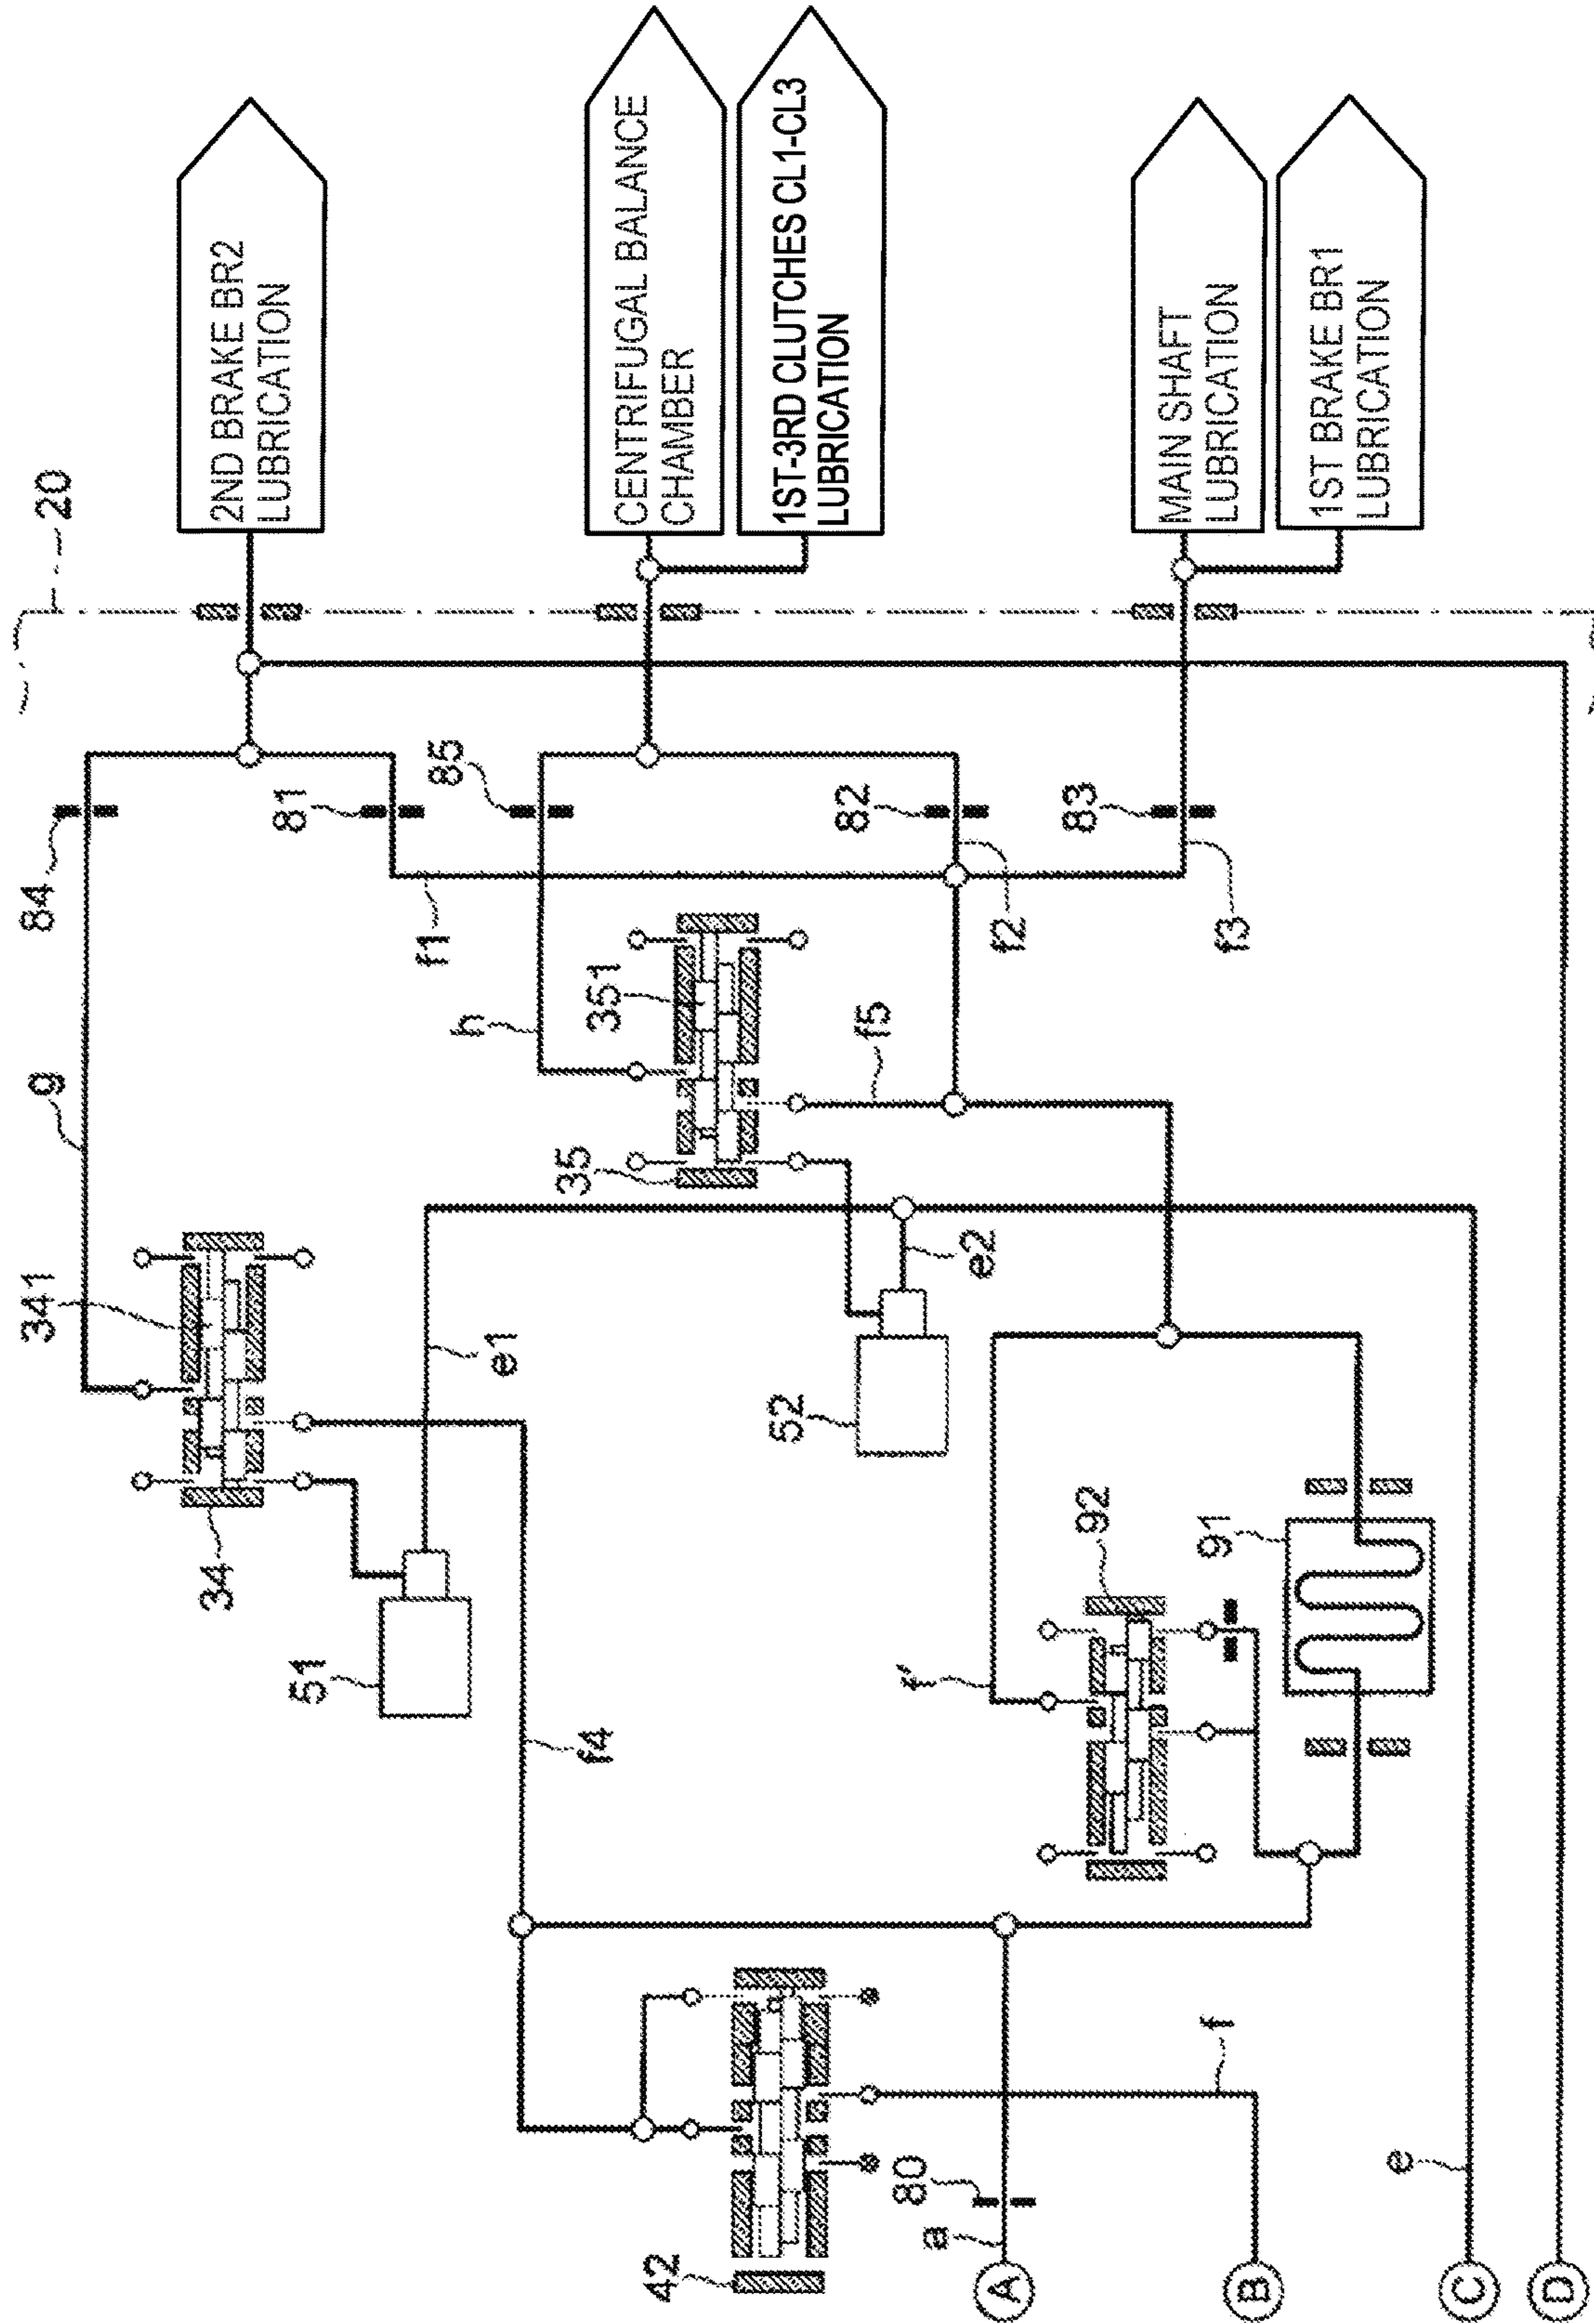 20
2ND BRAKE BR2
LUBRICATION
CENTRIFUGAL BALANCE
CHAMBER
1ST-3RD CLUTCHES CL1-CL3
LUBRICATION
MAIN SHAFT
LUBRICATION
1ST BRAKE BR1
LUBRICATION
84
81
85
82
83
f1
f2
f3
g
h
351
f5
35
341
e1
e2
34
51
52
92
91
f'
f4
42
80
a
f
e
A
B
C
D